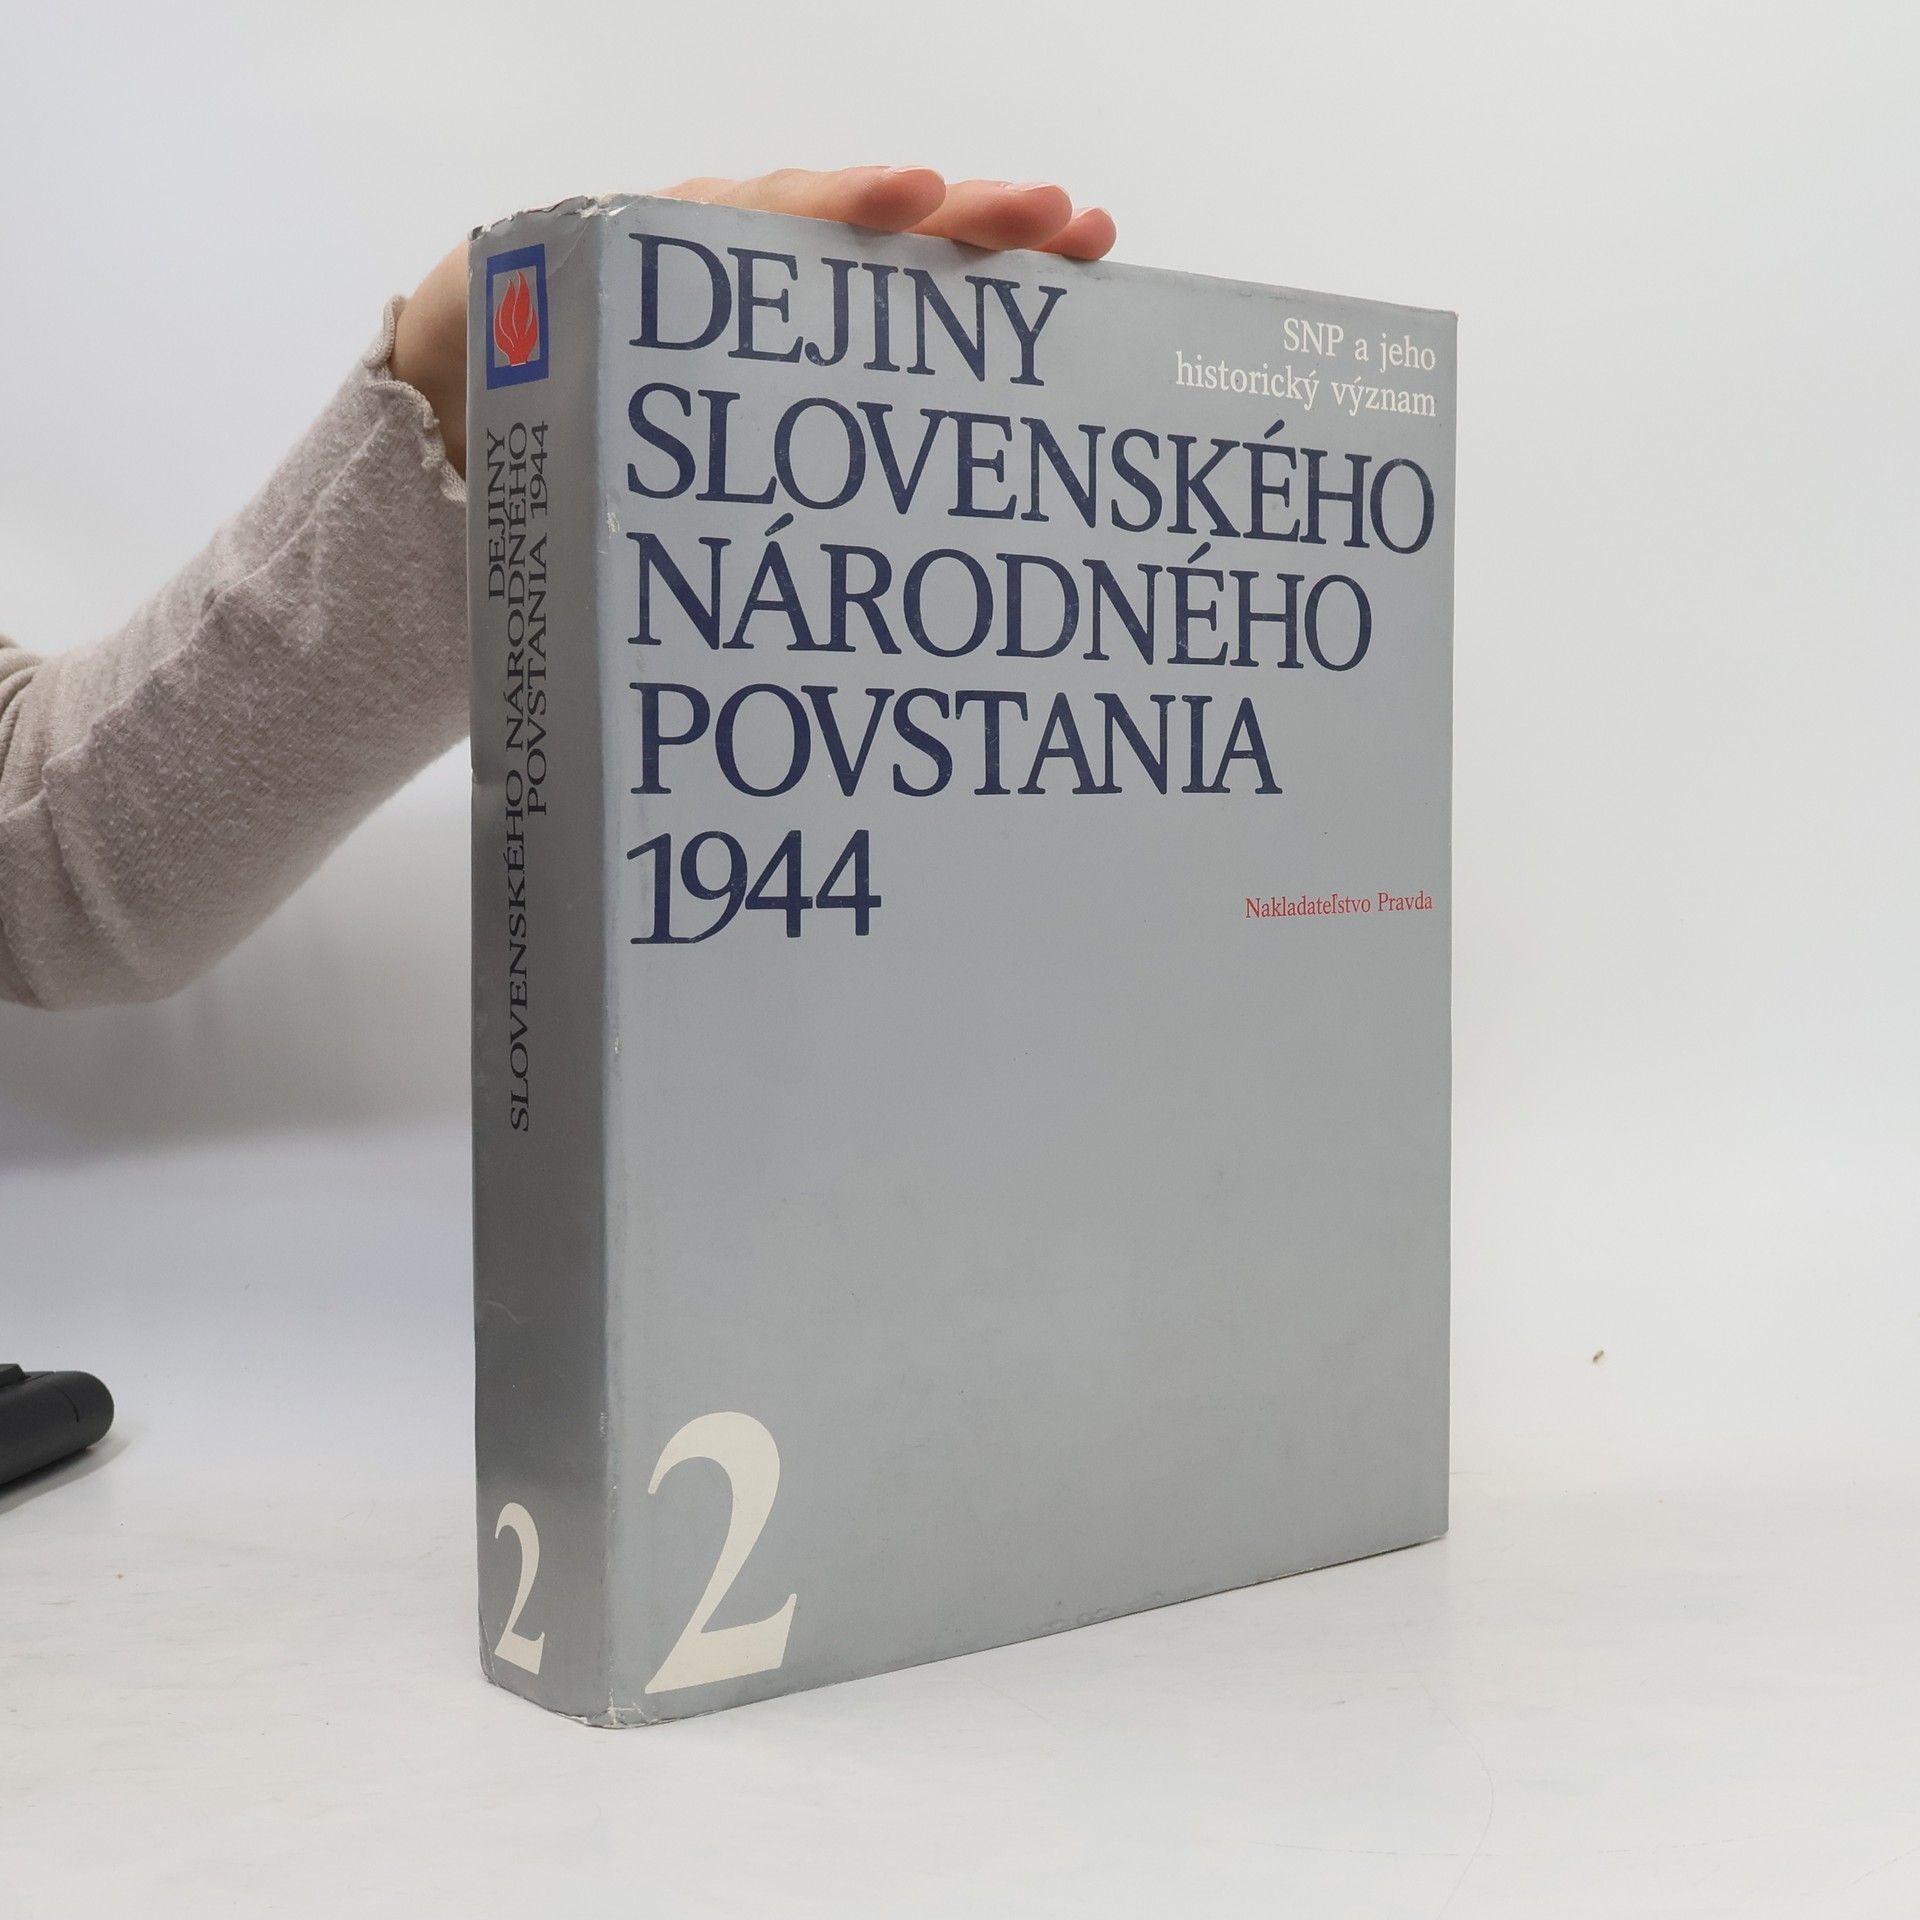 DEJINY
SLOVENSKÉHO
NÁRODNÉHO
POVSTANIA
1944
SNP a jeho
historický význam
Nakladateľstvo Pravda
2
DEJINY
SLOVENSKÉHO NÁRODNÉHO
POVSTANIA 1944
2